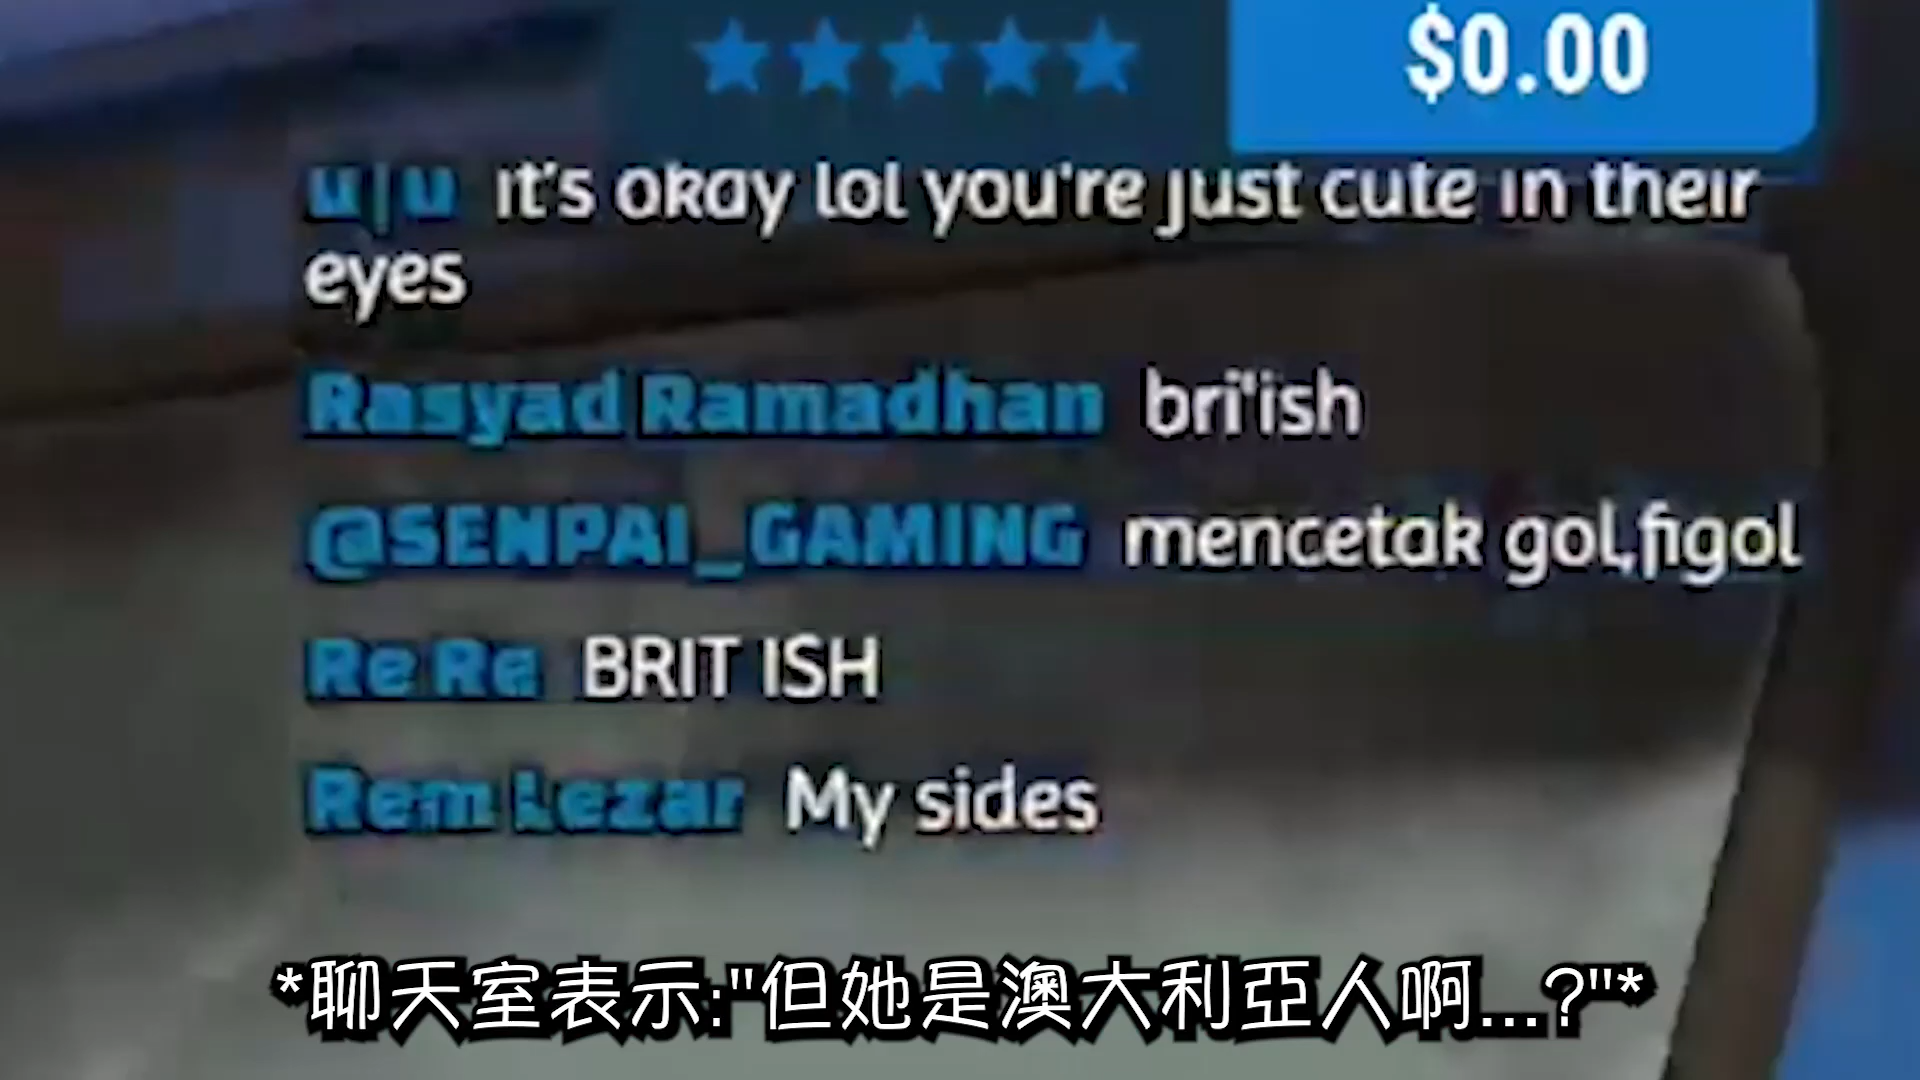 $0.00
u|u it's okay lol you're just cute in their
eyes
Rasyad Ramadhan bri'ish
@SENPAI_GAMING mencetak gol,figol
Re Re BRIT ISH
Rem Lezar My sides
*聊天室表示:"但她是澳大利亞人啊...?"*